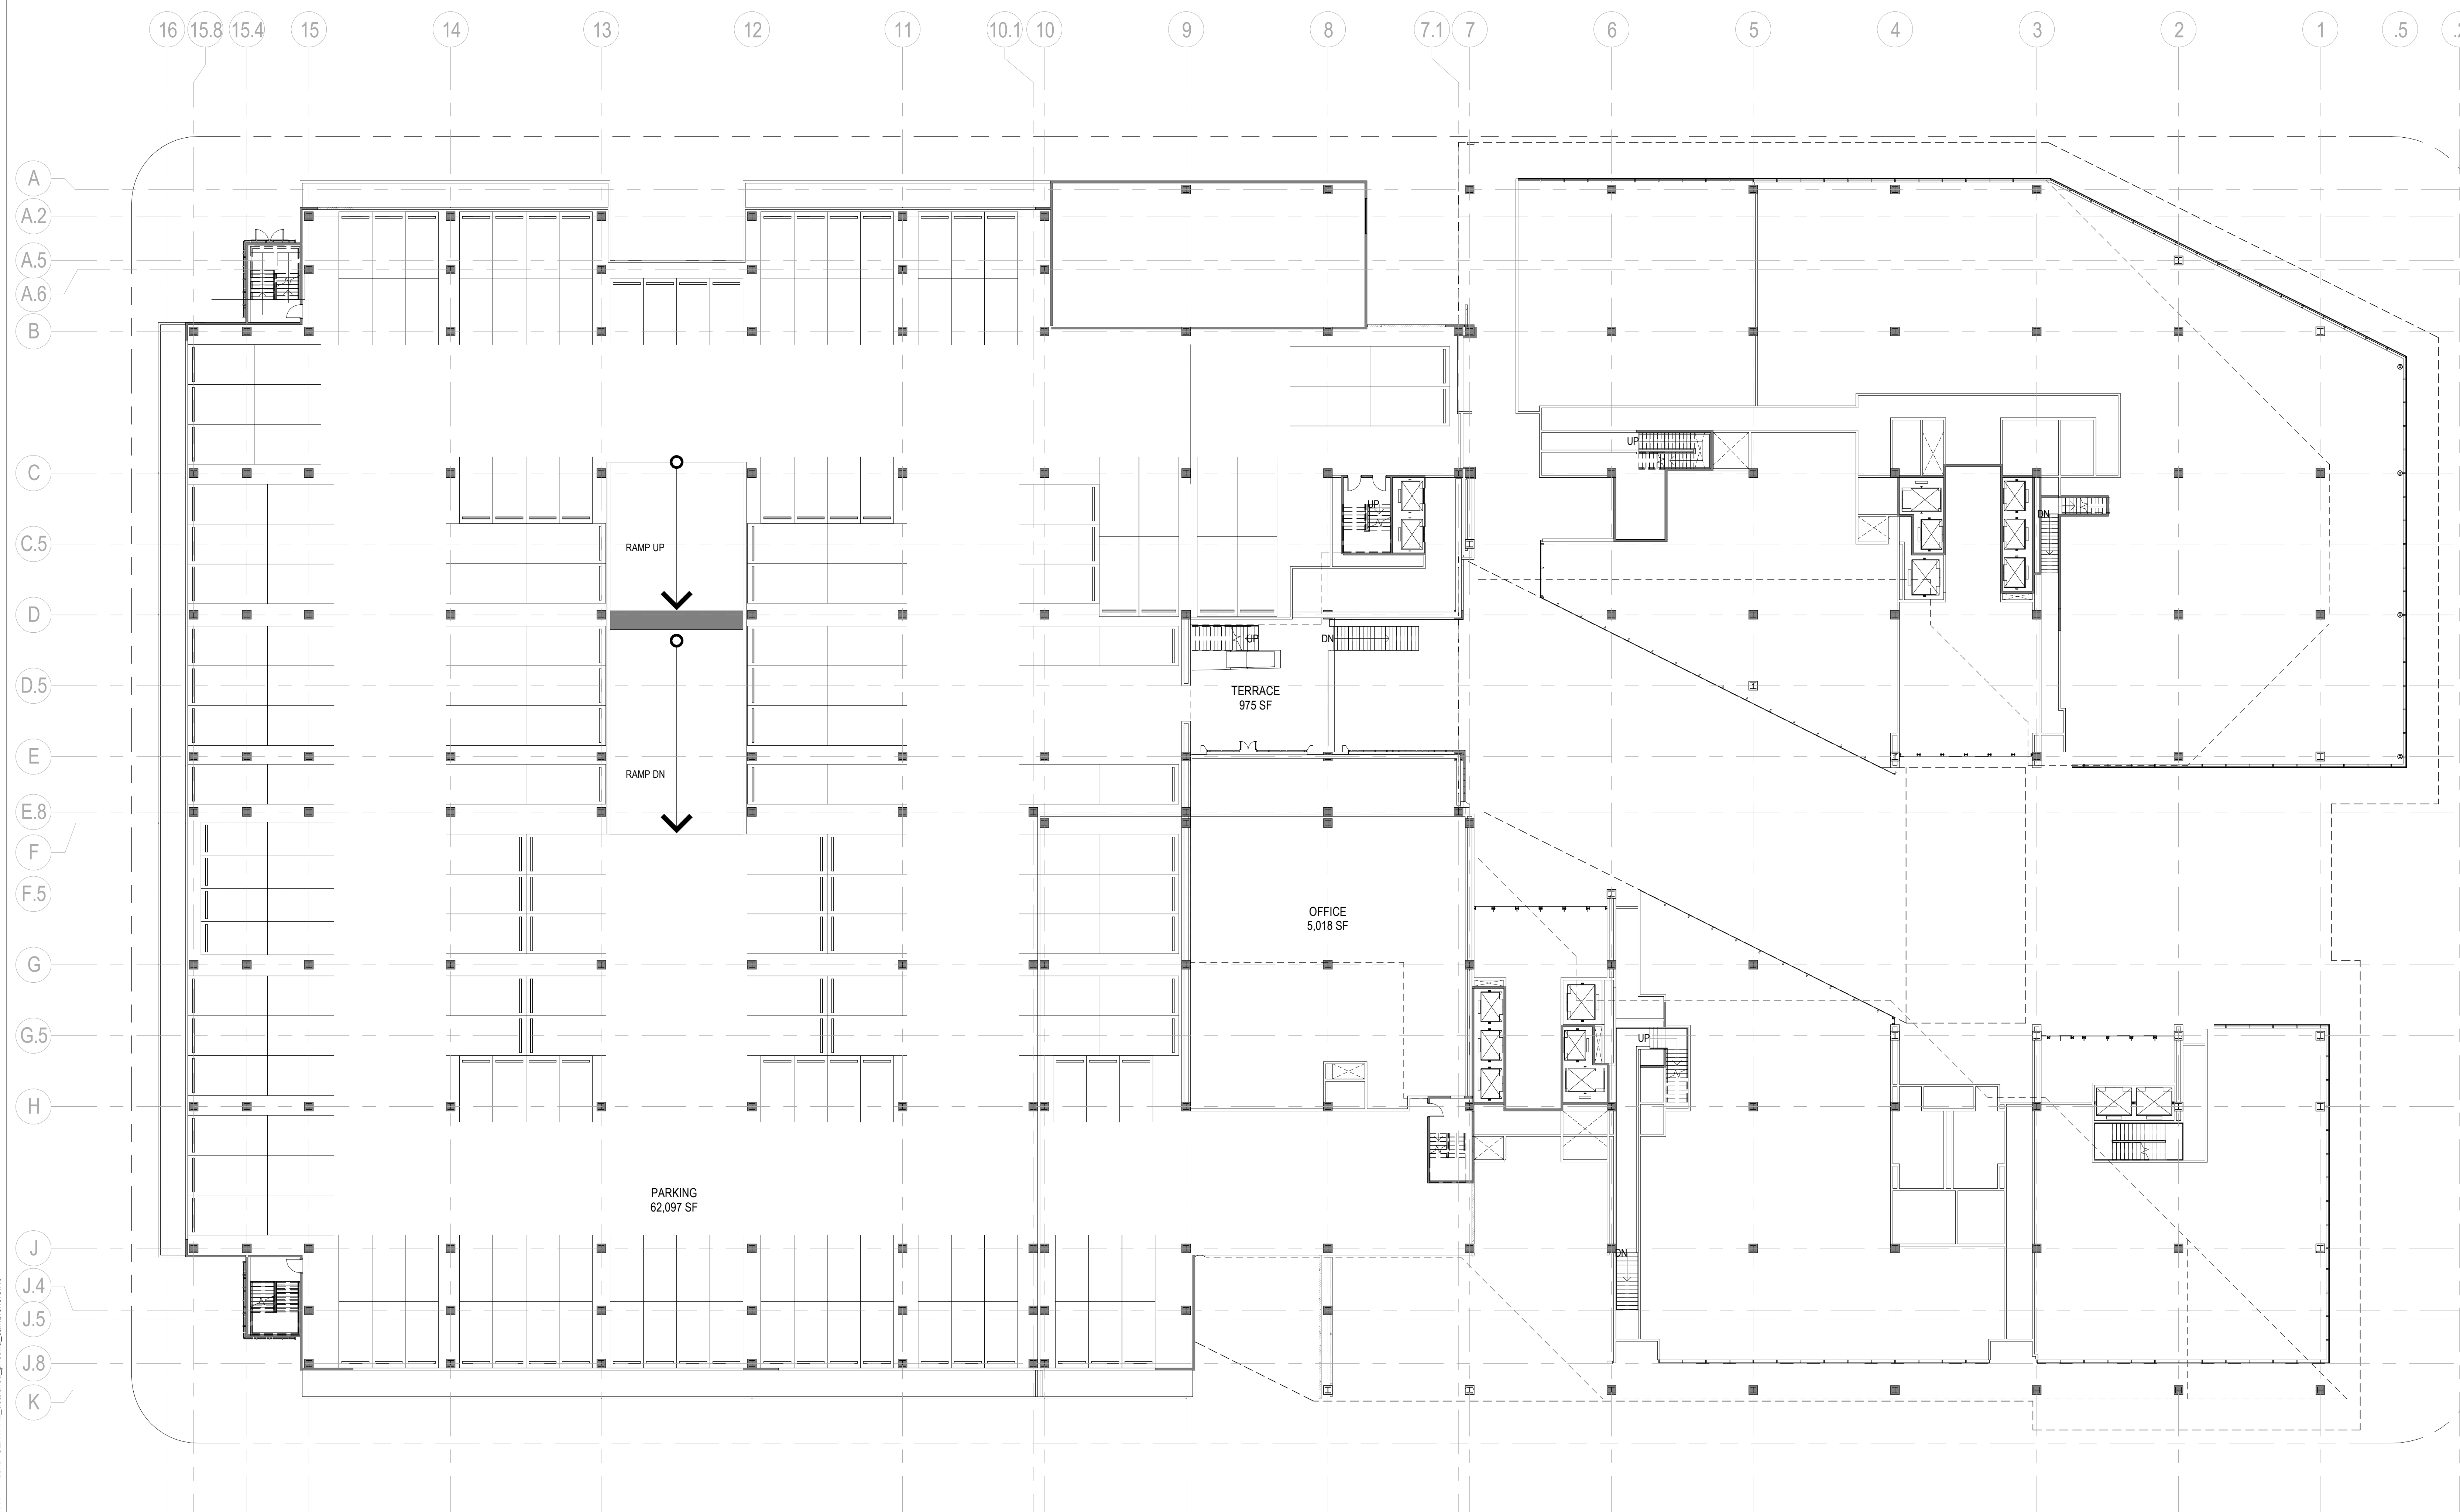 16 15.8 15.4 15 14 13 12 11 10.1 10 9 8 7.1 7 6 5 4 3 2 1 .5
A
A.2
A.5
A.6
B
C
C.5
D
D.5
E
E.8
F
F.5
G
G.5
H
J
J.4
J.5
J.8
K
UP
UP
DN
RAMP UP
UP
DN
TERRACE
975 SF
RAMP DN
OFFICE
5,018 SF
UP
PARKING
62,097 SF
DN